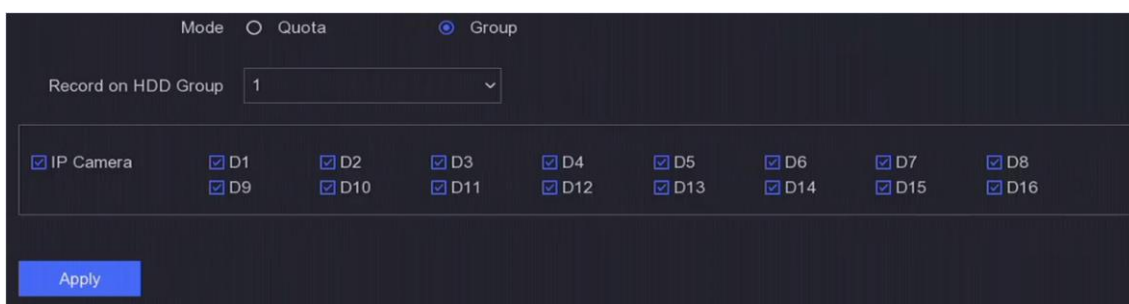 Mode Quota Group
Record on HDD Group 1
IP Camera D1 D2 D3 D4 D5 D6 D7 D8
D9 D10 D11 D12 D13 D14 D15 D16
Apply